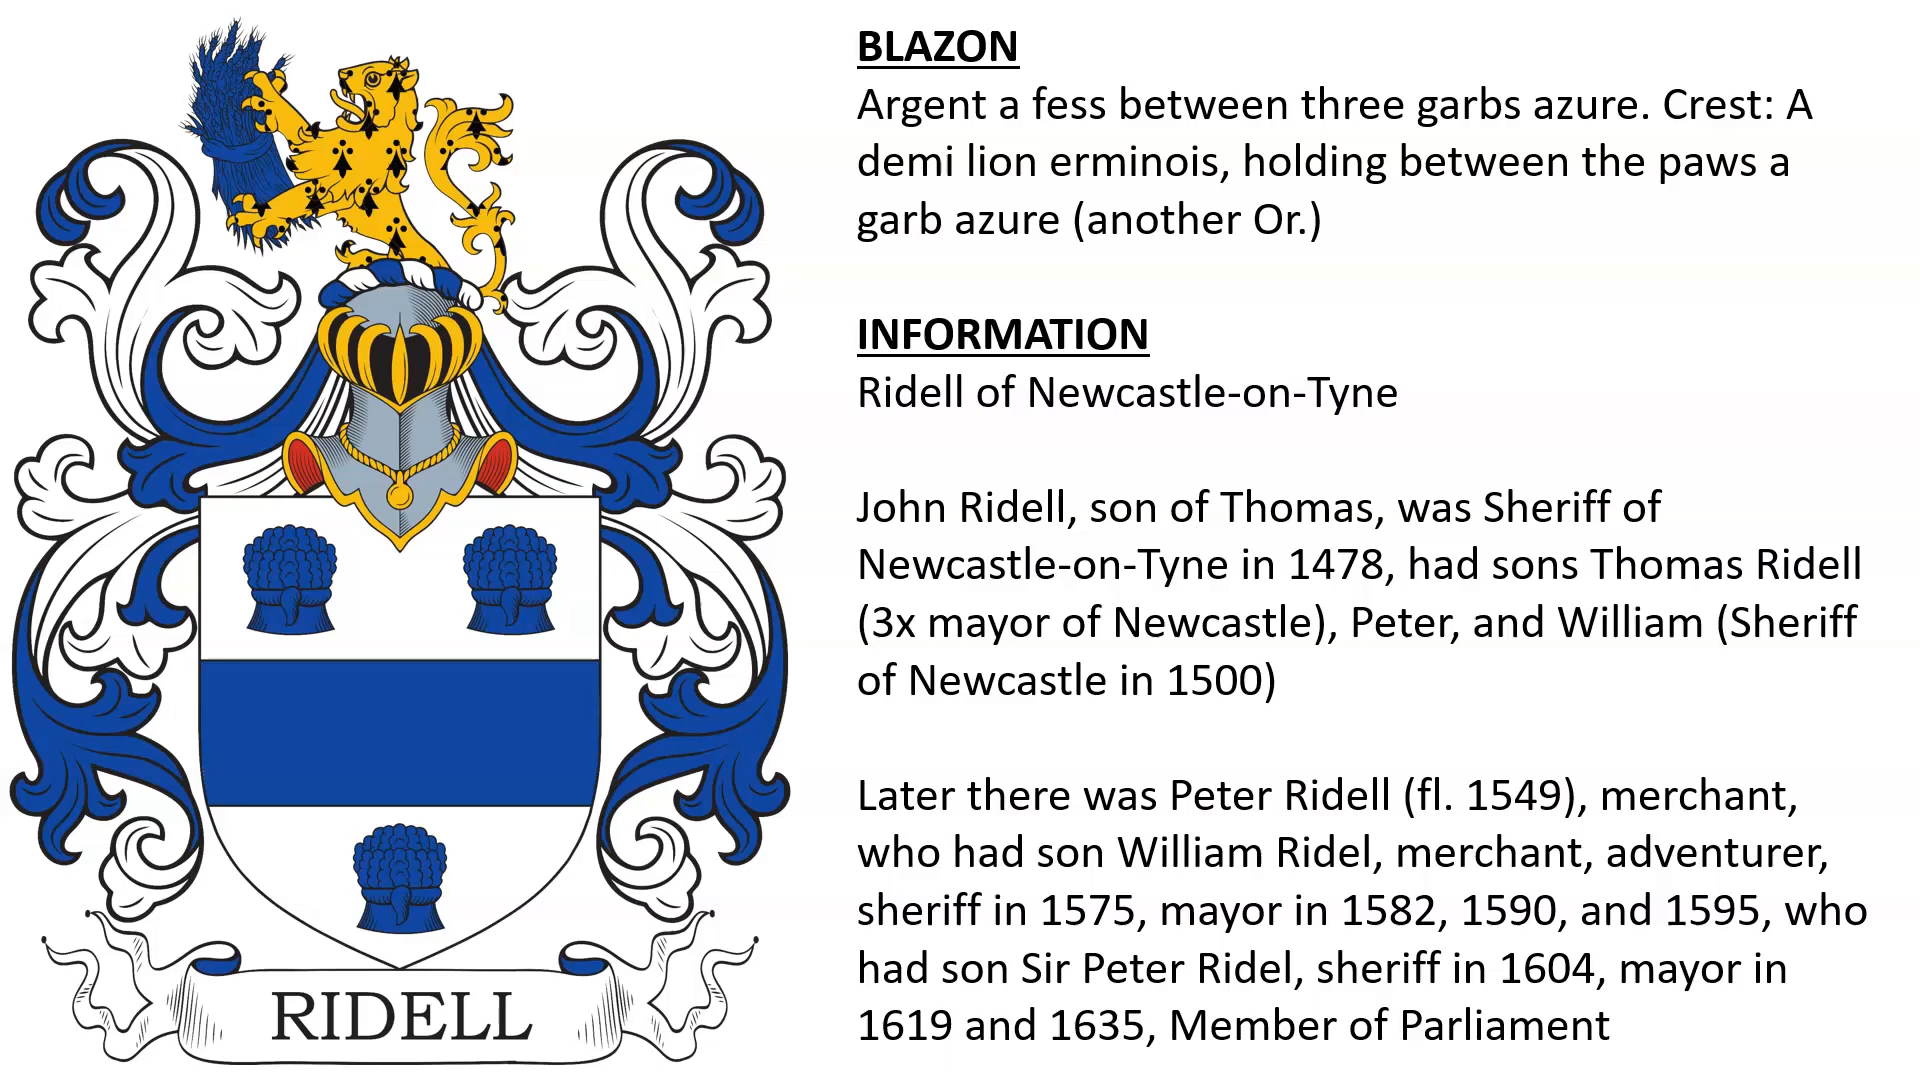 BLAZON
Argent a fess between three garbs azure. Crest: A
demi lion erminois, holding between the paws a
garb azure (another Or.)
INFORMATION
Ridell of Newcastle-on-Tyne
John Ridell, son of Thomas, was Sheriff of
Newcastle-on-Tyne in 1478, had sons Thomas Ridell
(3x mayor of Newcastle), Peter, and William (Sheriff
of Newcastle in 1500)
Later there was Peter Ridell (fl. 1549), merchant,
who had son William Ridel, merchant, adventurer,
sheriff in 1575, mayor in 1582, 1590, and 1595, who
had son Sir Peter Ridel, sheriff in 1604, mayor in
1619 and 1635, Member of Parliament
RIDELL